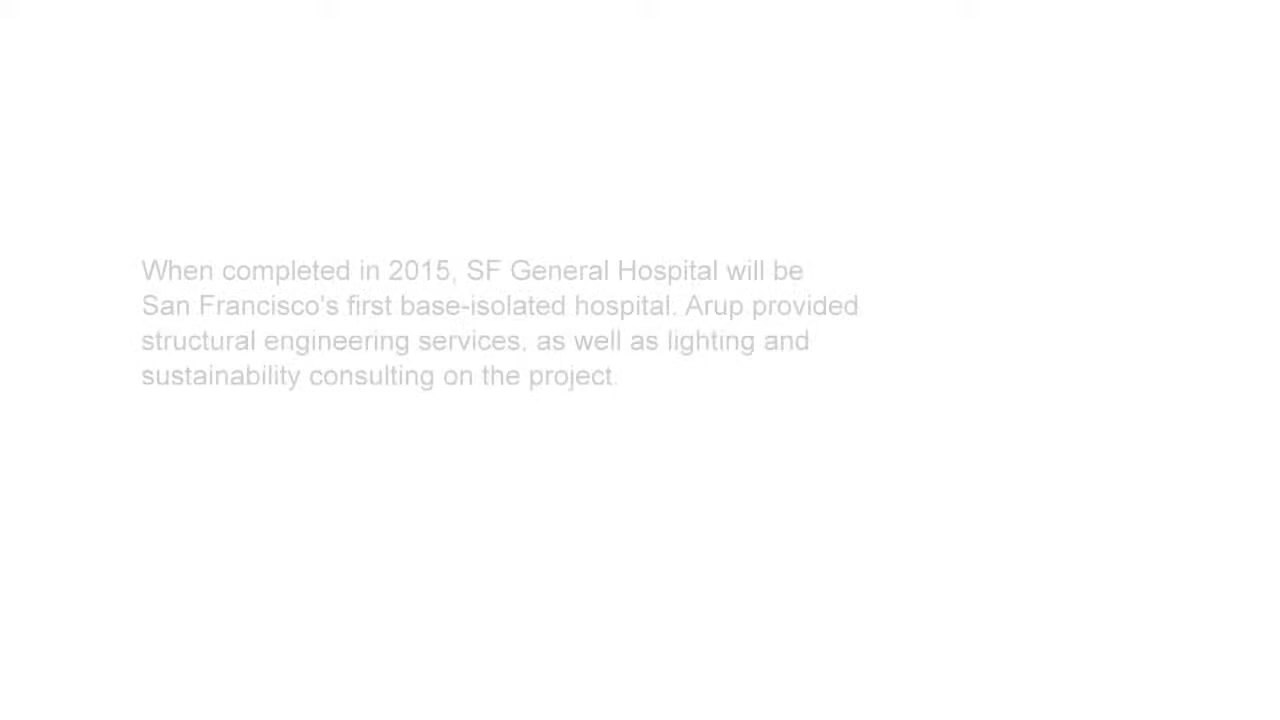 When completed in 2015, SF General Hospital will be
San Francisco's first base-isolated hospital. Arup provided
structural engineering services, as well as lighting and
sustainability consulting on the project.